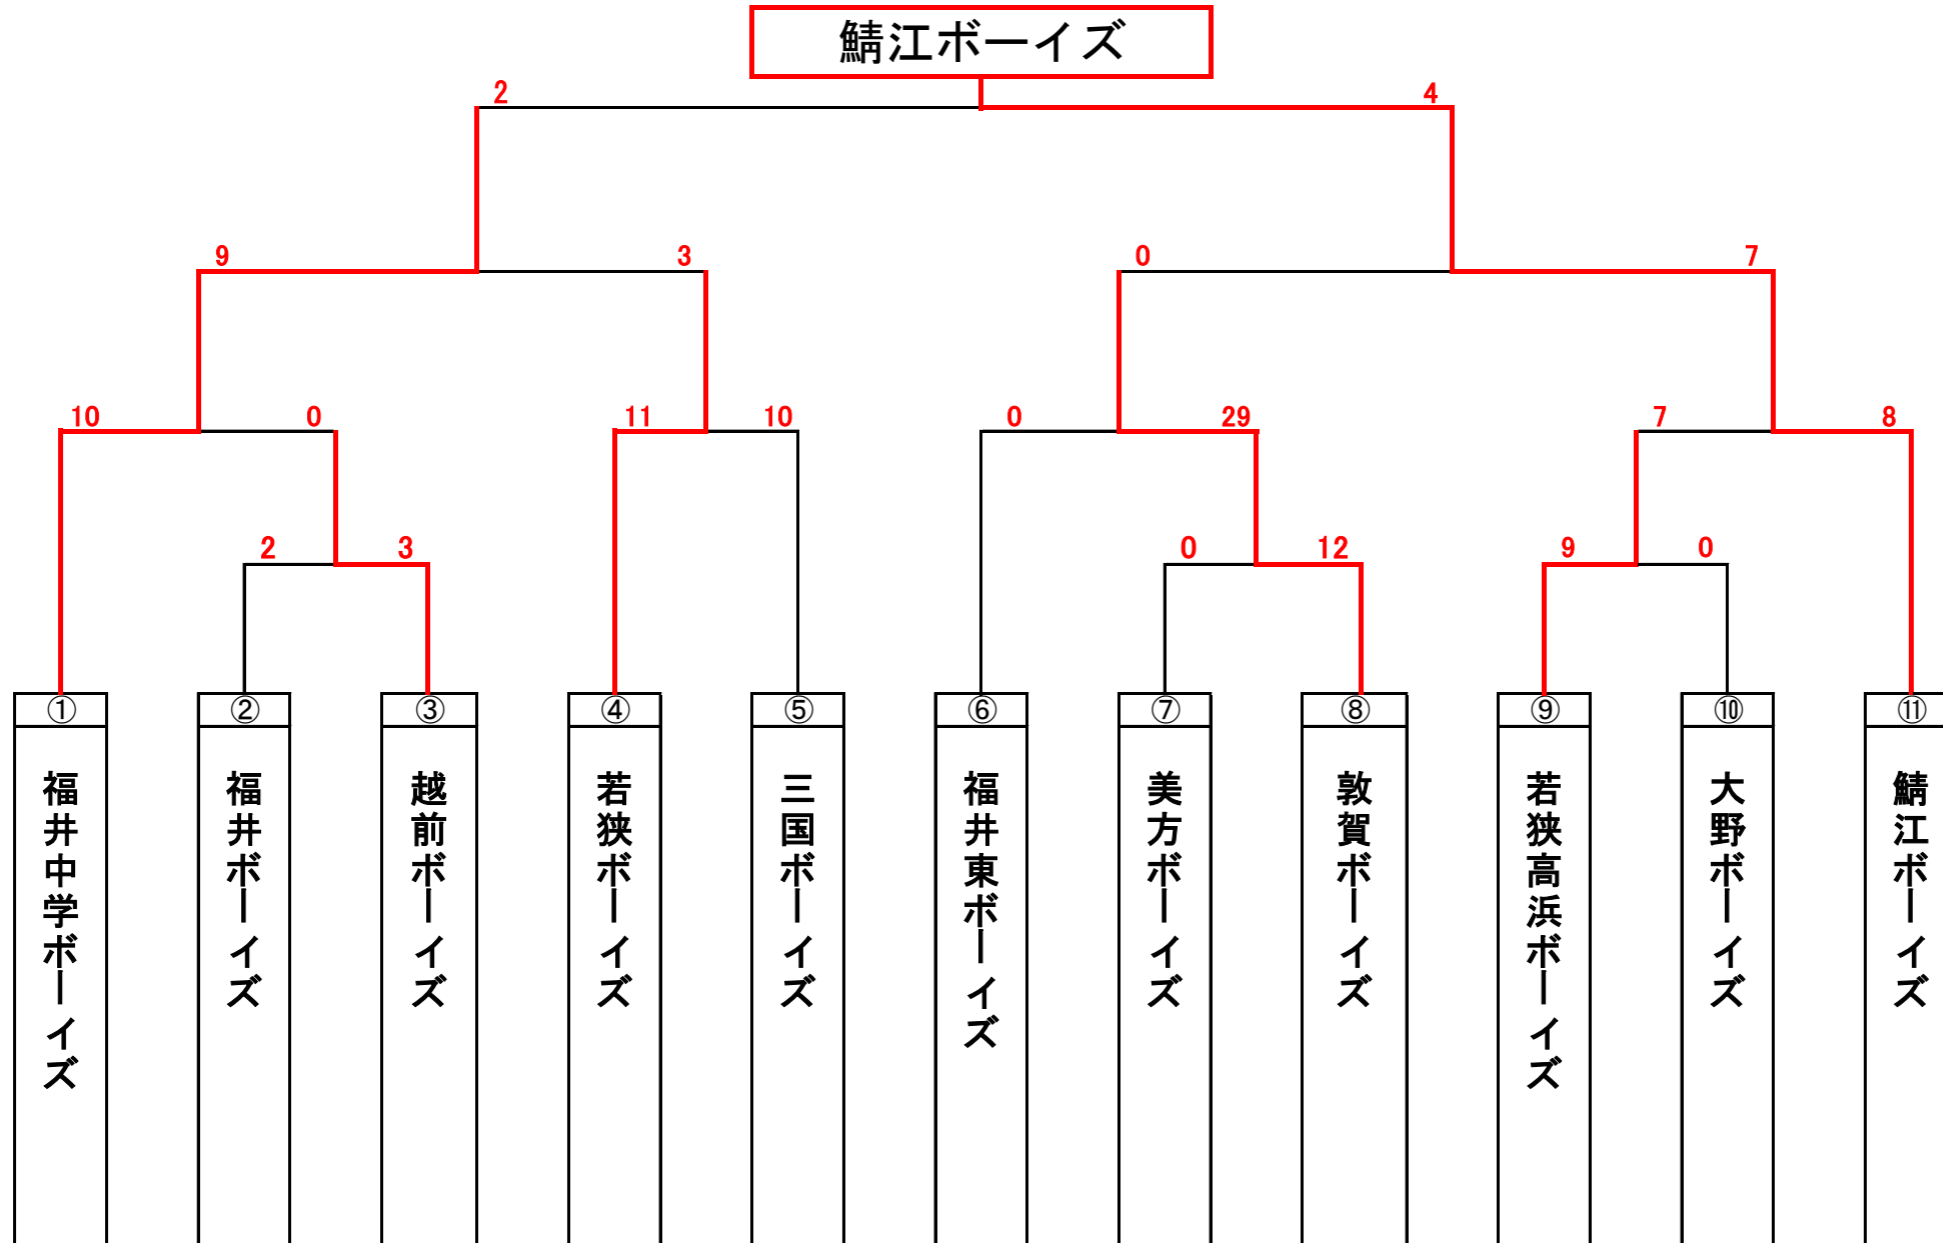 鯖江ボーイズ
2 4
9 3 0 7
10 0 11 10 0 29 7 8
2 3 0 12 9 0
① ② ③ ④ ⑤ ⑥ ⑦ ⑧ ⑨ ⑩ ⑪
福井中学ボーイズ
福井ボーイズ
越前ボーイズ
若狭ボーイズ
三国ボーイズ
福井東ボーイズ
美方ボーイズ
敦賀ボーイズ
若狭高浜ボーイズ
大野ボーイズ
鯖江ボーイズ